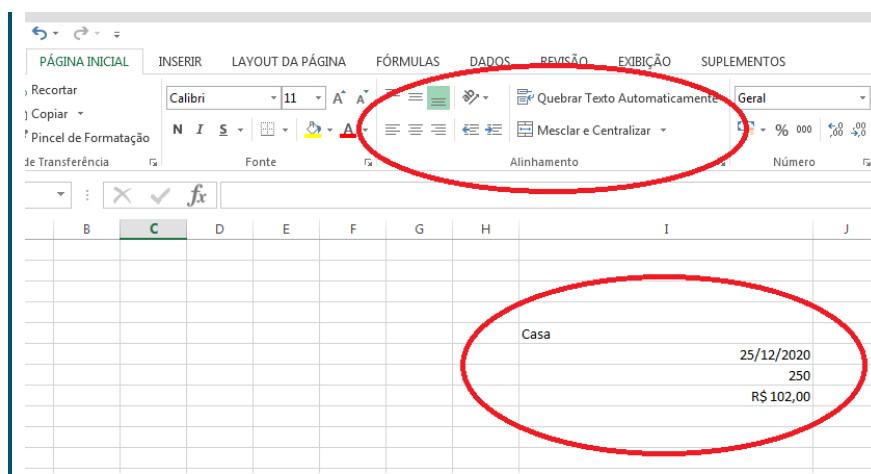 PÁGINA INICIAL INSERIR LAYOUT DA PÁGINA FÓRMULAS DADOS REVISÃO EXIBIÇÃO SUPLEMENTOS
Recortar
Calibri 11 Quebrar Texto Automaticamente Geral
Copiar
Pincel de Formatação N I S A Mesclar e Centralizar % 000
de Transferência Fonte Alinhamento Número
fx
B C D E F G H I J
Casa
25/12/2020
250
R$ 102,00